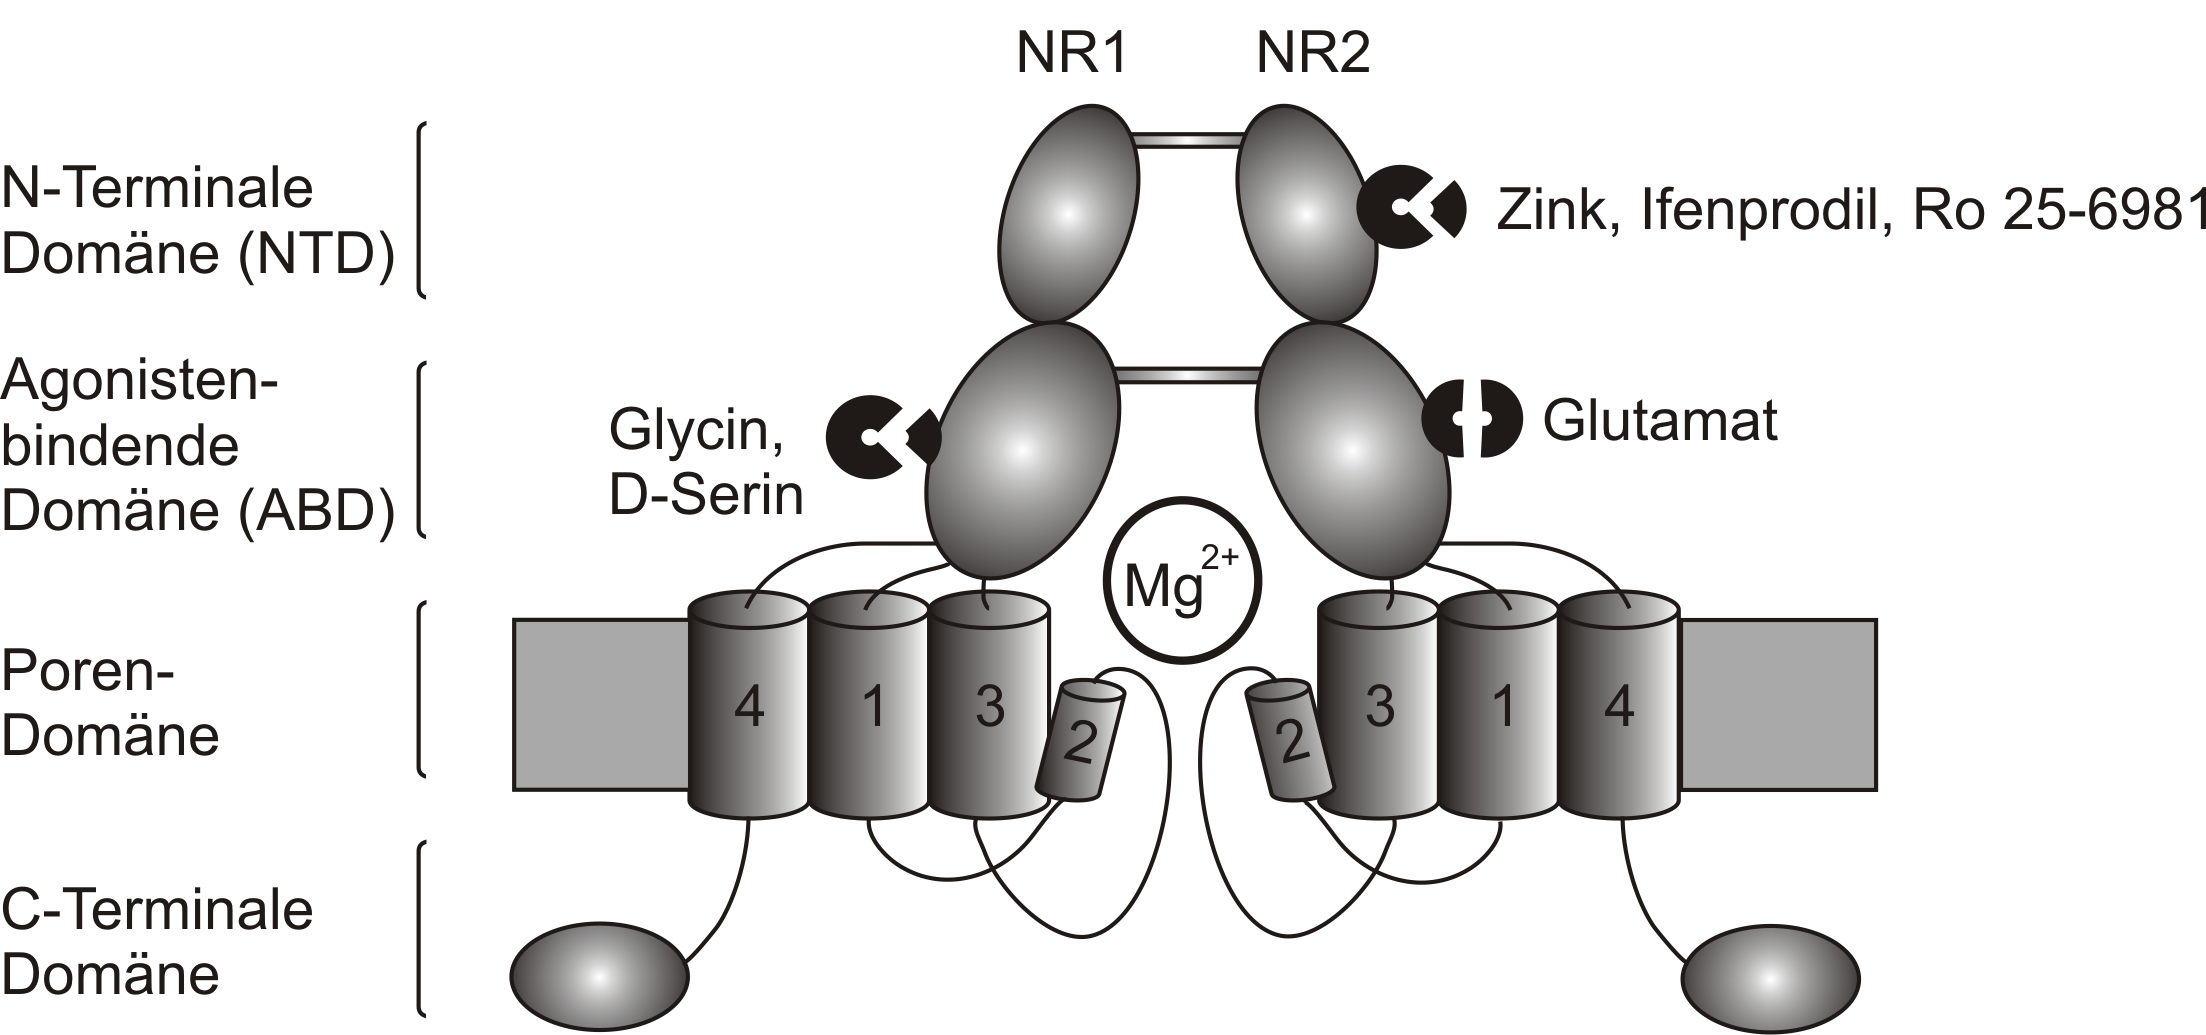 NR1
NR2
N-Terminale
Domäne (NTD)
Zink, Ifenprodil, Ro 25-6981
Agonisten-
bindende
Domäne (ABD)
Glycin,
D-Serin
Glutamat
Mg2+
Poren-
Domäne
4
1
3
2
2
3
1
4
C-Terminale
Domäne